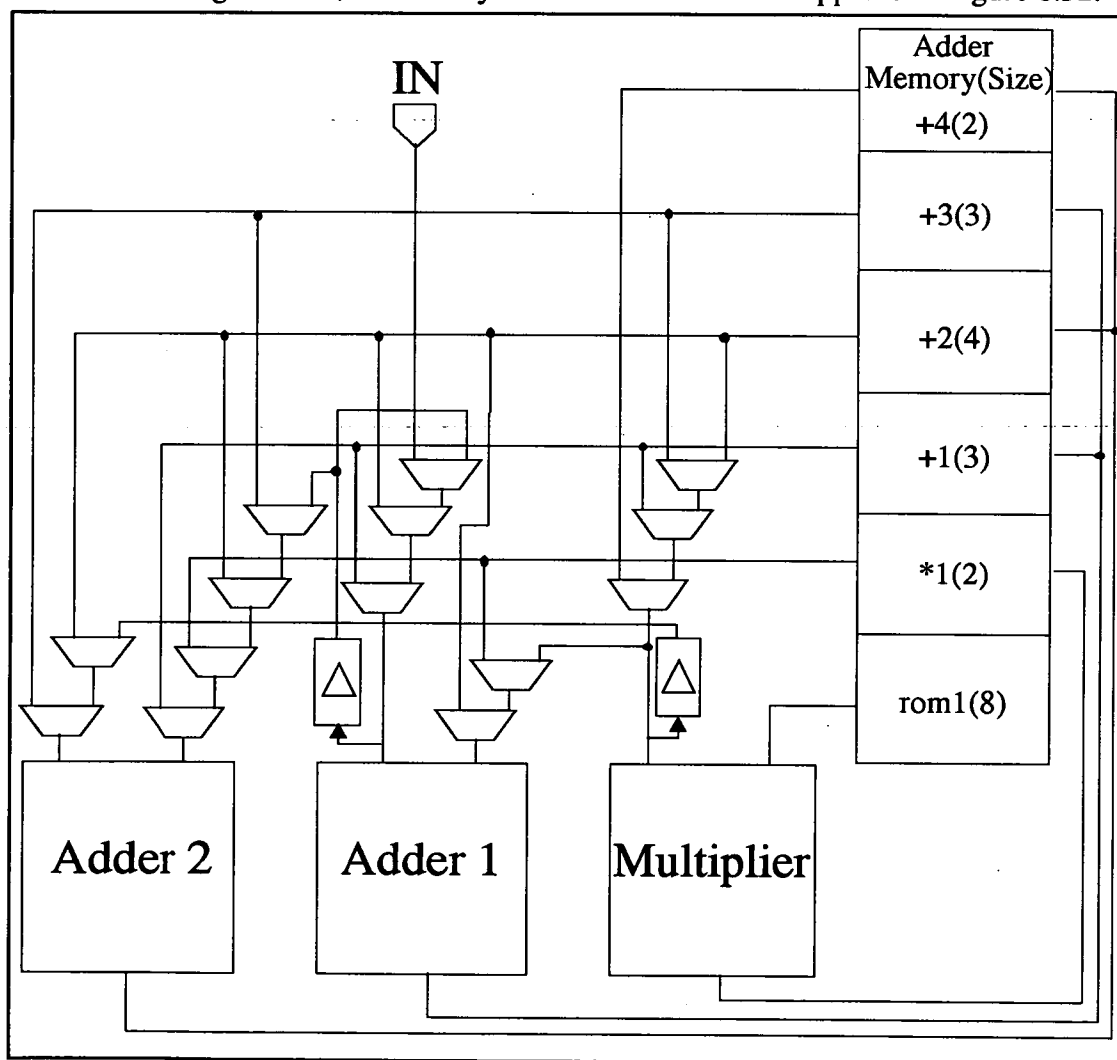 IN
Adder
Memory(Size)
+4(2)
+3(3)
+2(4)
+1(3)
*1(2)
rom1(8)
Adder 2
Adder 1
Multiplier